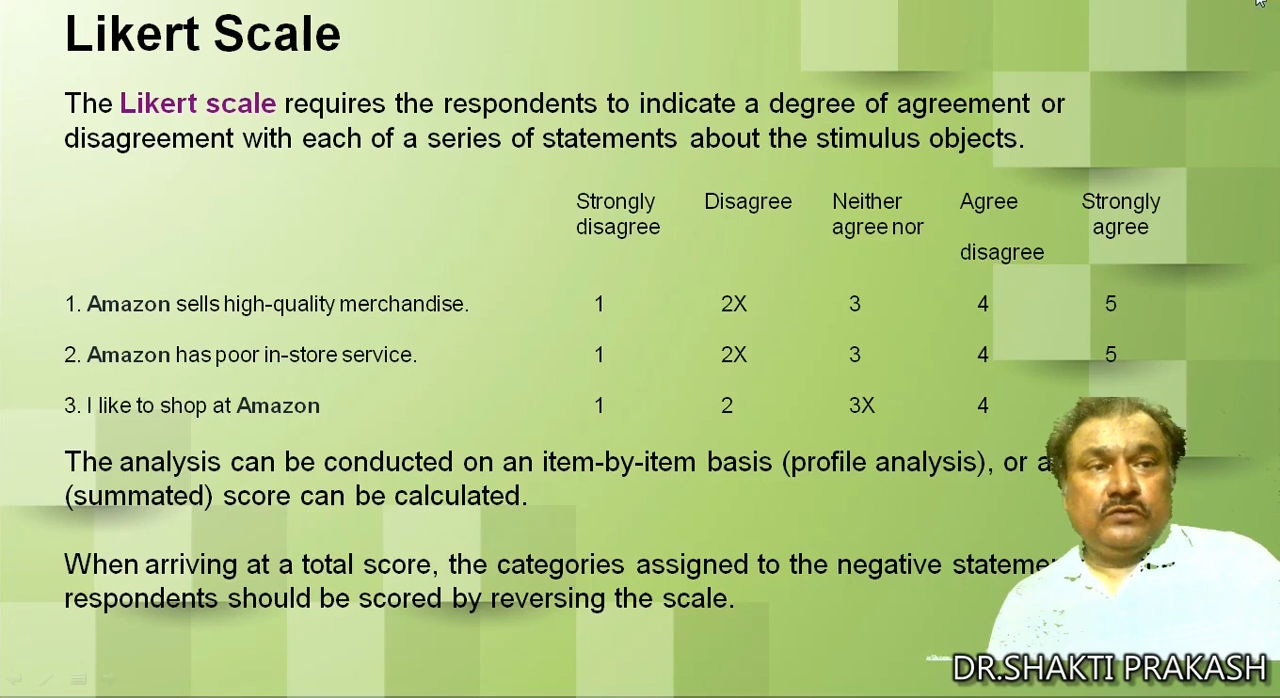 Likert Scale
The Likert scale requires the respondents to indicate a degree of agreement or
disagreement with each of a series of statements about the stimulus objects.
Strongly Disagree Neither Agree Strongly
disagree agree nor agree
disagree
1. Amazon sells high-quality merchandise. 1 2X 3 4 5
2. Amazon has poor in-store service. 1 2X 3 4 5
3. I like to shop at Amazon 1 2 3X 4
The analysis can be conducted on an item-by-item basis (profile analysis), or a
(summated) score can be calculated.
When arriving at a total score, the categories assigned to the negative
respondents should be scored by reversing the scale.
DR.SHAKTI PRAKASH